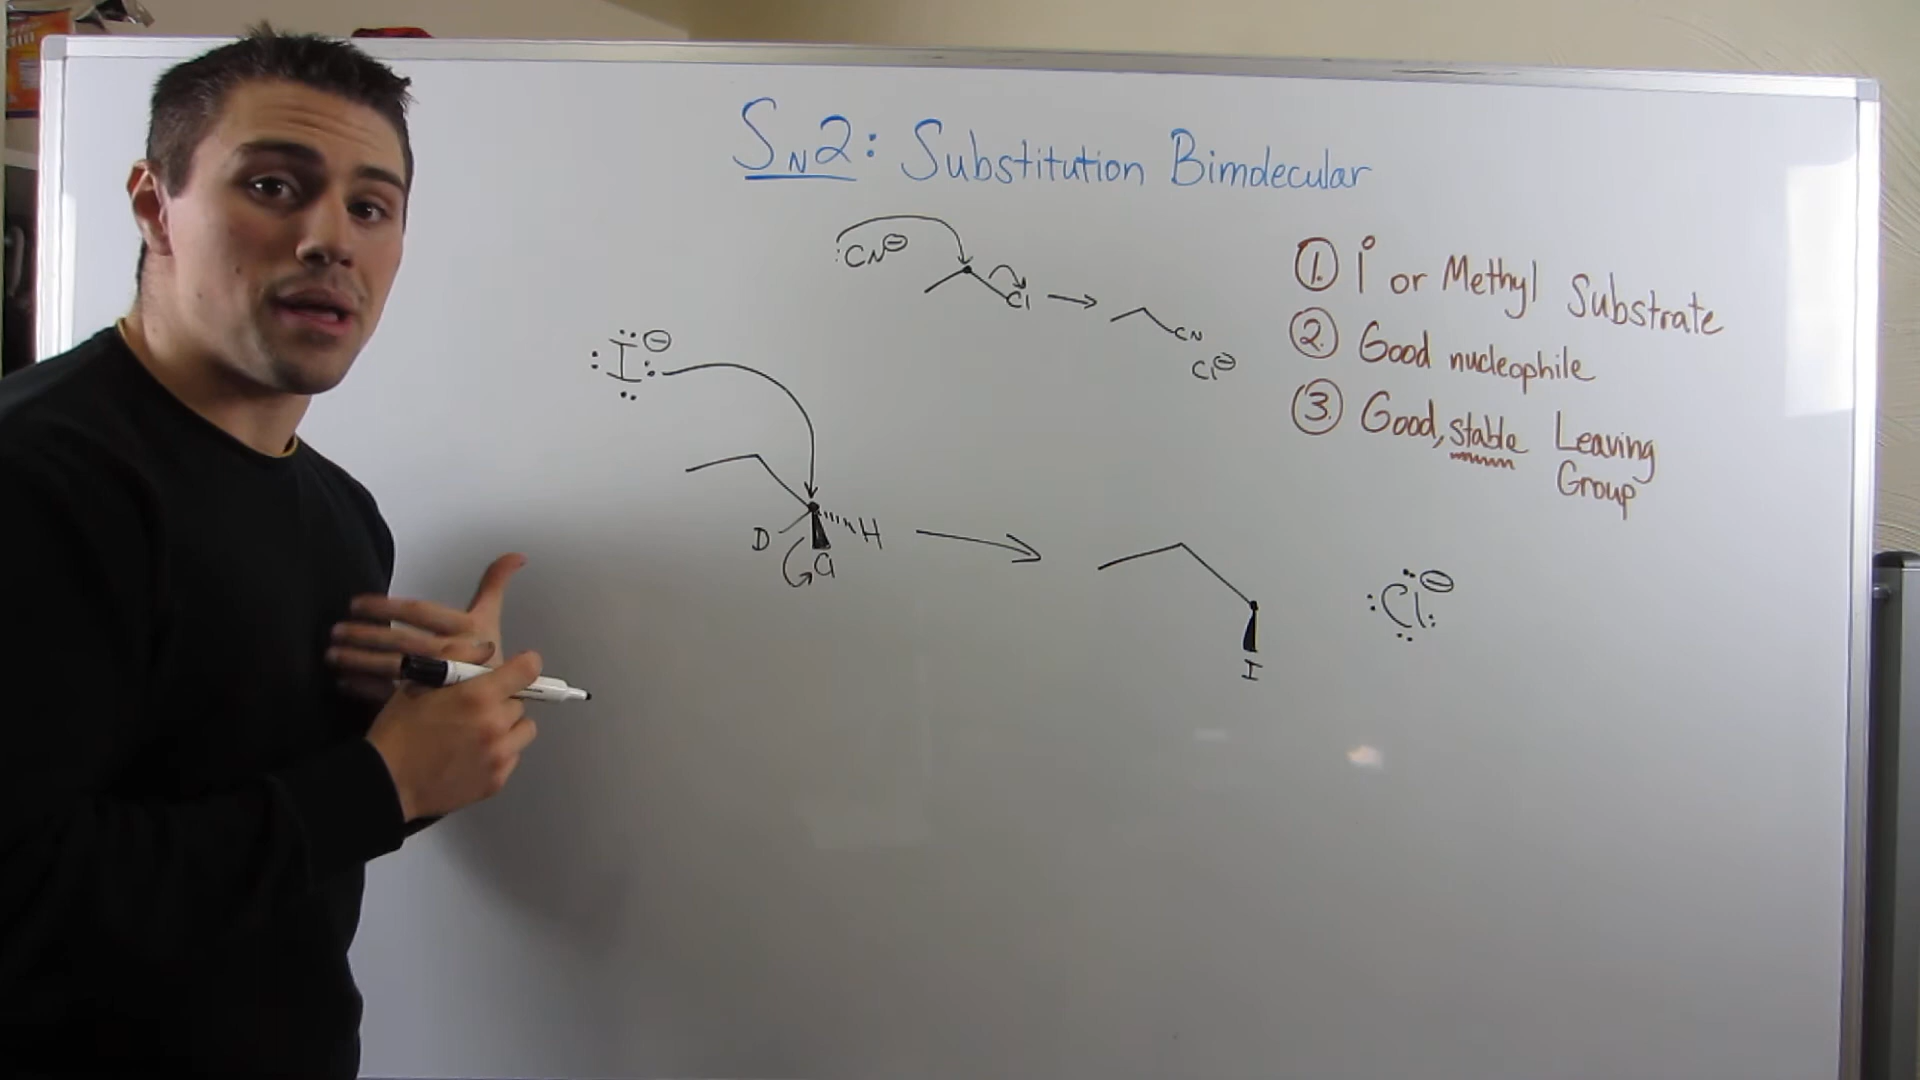 SN2: Substitution Bimolecular
:CN⊖
Cl
CN
Cl⊖
1. 1° or Methyl Substrate
2. Good nucleophile
3. Good, stable Leaving
Group
I⊖
D
H
Cl
I
Cl⊖